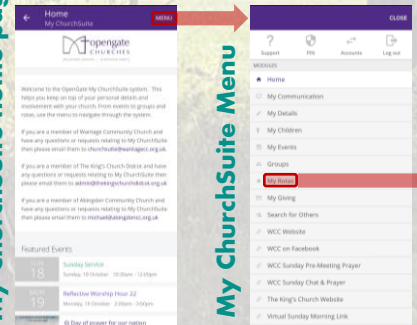 Home
My ChurchSuite
MENU
opengate
CHURCHES
Welcome to the OpenGate My ChurchSuite system. This
helps you keep on top of your personal details and
involvement with your church. From events to groups and
rotas, use the menu to navigate through the system.
If you are a member of Wantage Community Church and
have any questions or requests relating to My ChurchSuite
then please email them to churchsuite@wantagecc.org.uk.
If you are a member of The King's Church Didcot and have
any questions or requests relating to My ChurchSuite then
please email them to admin@thekingschurchdidcot.org.uk
If you are a member of Abingdon Community Church and
have any questions or requests relating to My ChurchSuite
then please email them to michael@abingdoncc.org.uk
Featured Events
SUN
18
Sunday Service
Sunday, 18 October 10:30am - 12:00pm
MON
19
Reflective Worship Hour 22
Monday, 19 October 2:00pm - 3:00pm
Day of prayer for our nation
My ChurchSuite Menu
CLOSE
Support
Accounts
Log out
MODULES
Home
My Communication
My Details
My Children
My Events
Groups
My Rotas
My Giving
Search for Others
WCC Website
WCC on Facebook
WCC Sunday Pre-Meeting Prayer
WCC Sunday Chat & Prayer
The King's Church Website
Virtual Sunday Morning Link